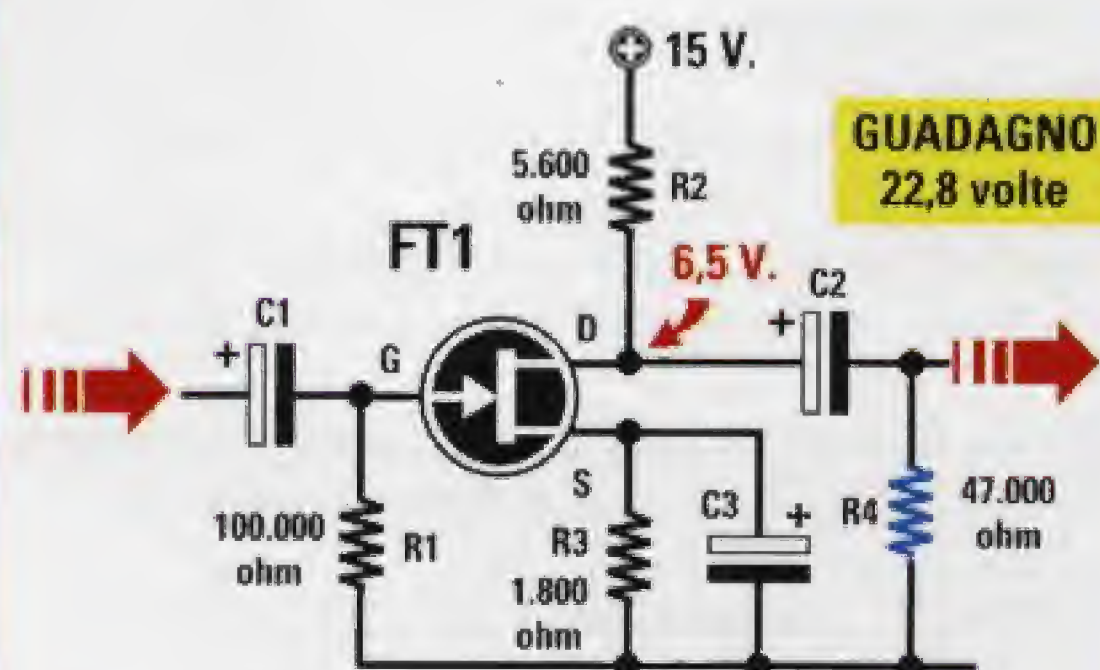 15 V.
GUADAGNO
22,8 volte
5.600
ohm
R2
FT1
6,5 V.
C1
C2
+
+
G
D
S
100.000
ohm
R1
R3
1.800
ohm
C3
+
R4
47.000
ohm